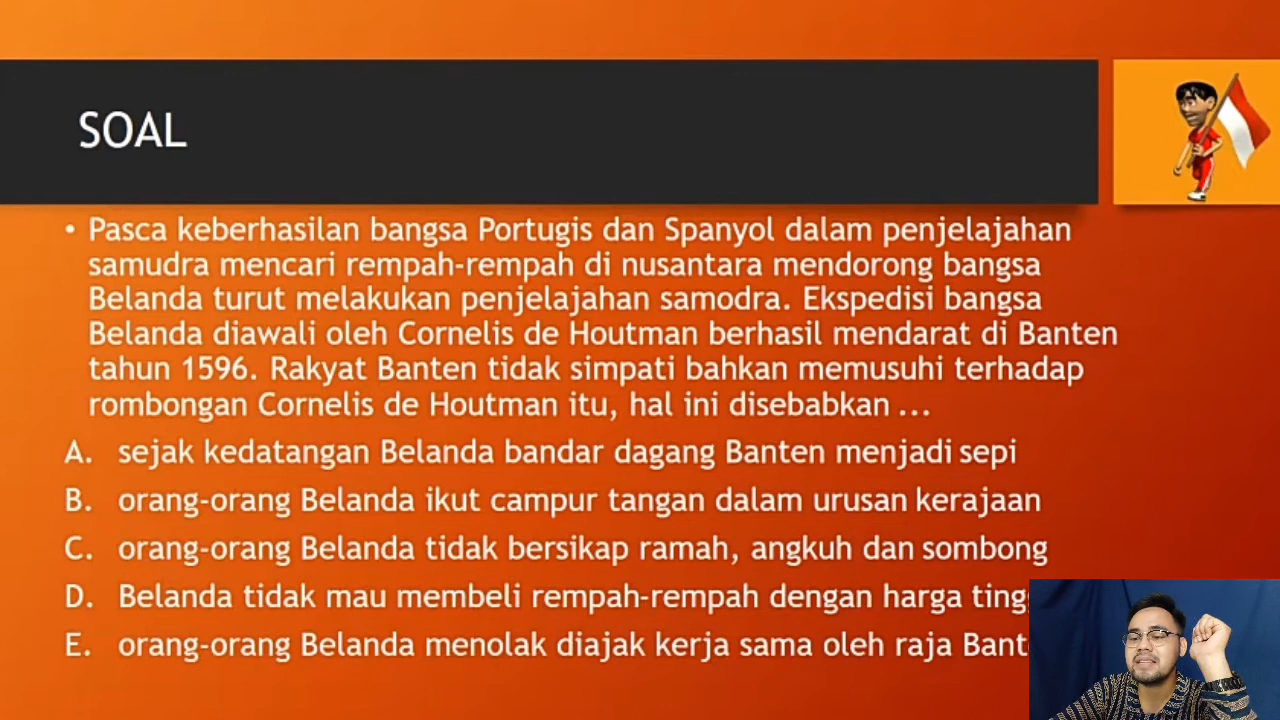 SOAL
• Pasca keberhasilan bangsa Portugis dan Spanyol dalam penjelajahan
samudra mencari rempah-rempah di nusantara mendorong bangsa
Belanda turut melakukan penjelajahan samodra. Ekspedisi bangsa
Belanda diawali oleh Cornelis de Houtman berhasil mendarat di Banten
tahun 1596. Rakyat Banten tidak simpati bahkan memusuhi terhadap
rombongan Cornelis de Houtman itu, hal ini disebabkan ...
A. sejak kedatangan Belanda bandar dagang Banten menjadi sepi
B. orang-orang Belanda ikut campur tangan dalam urusan kerajaan
C. orang-orang Belanda tidak bersikap ramah, angkuh dan sombong
D. Belanda tidak mau membeli rempah-rempah dengan harga
E. orang-orang Belanda menolak diajak kerja sama oleh raja